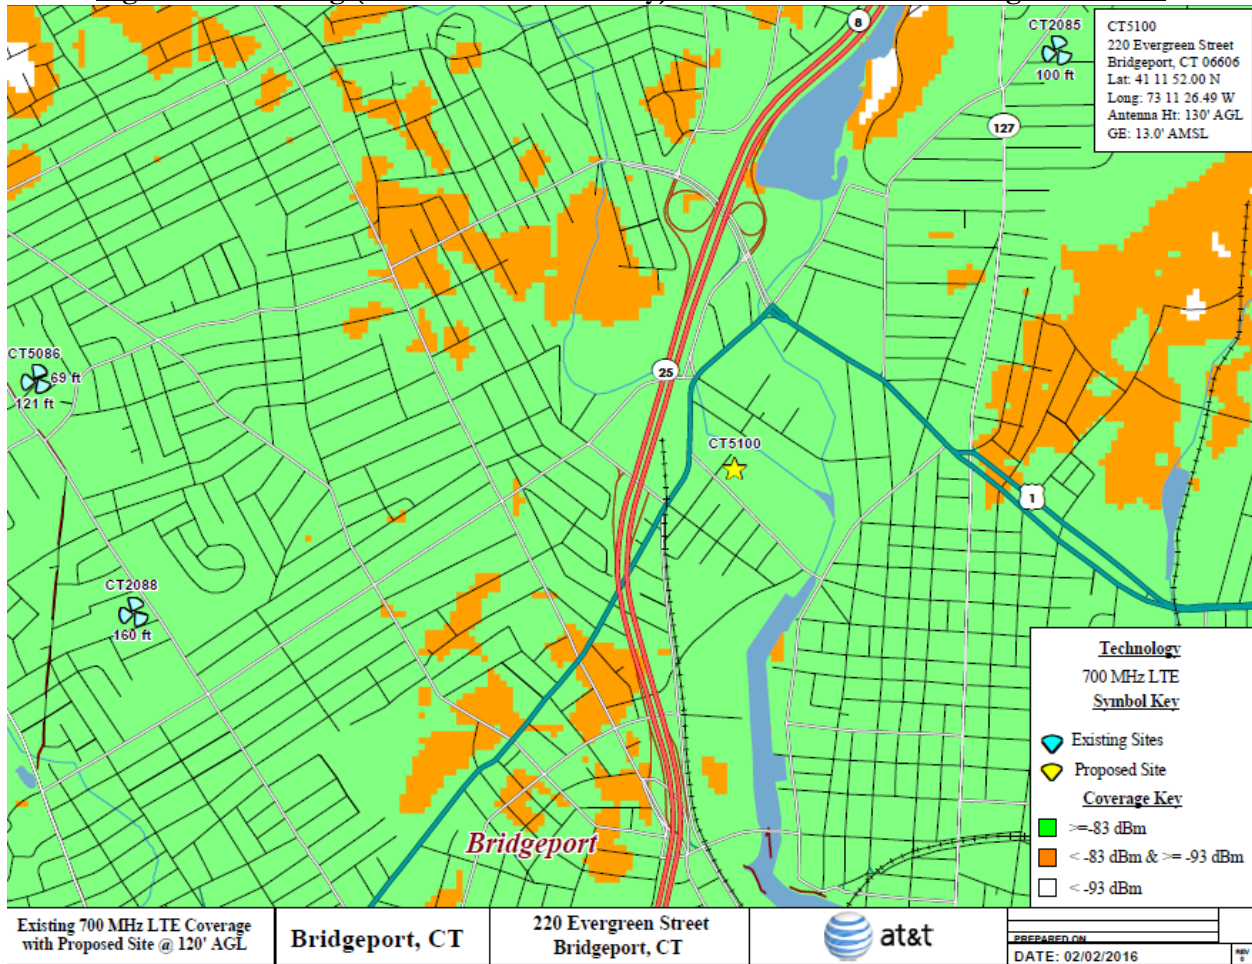 8
CT2085
100 ft
127
CT5100
220 Evergreen Street
Bridgeport, CT 06606
Lat: 41 11 52.00 N
Long: 73 11 26.49 W
Antenna Ht: 130' AGL
GE: 13.0' AMSL
CT5086
69 ft
121 ft
25
CT5100
1
CT2088
160 ft
Bridgeport
Technology
700 MHz LTE
Symbol Key
Existing Sites
Proposed Site
Coverage Key
>=-83 dBm
< -83 dBm & >= -93 dBm
< -93 dBm
Existing 700 MHz LTE Coverage
with Proposed Site @ 120' AGL
Bridgeport, CT
220 Evergreen Street
Bridgeport, CT
at&t
PREPARED ON
DATE: 02/02/2016
REV